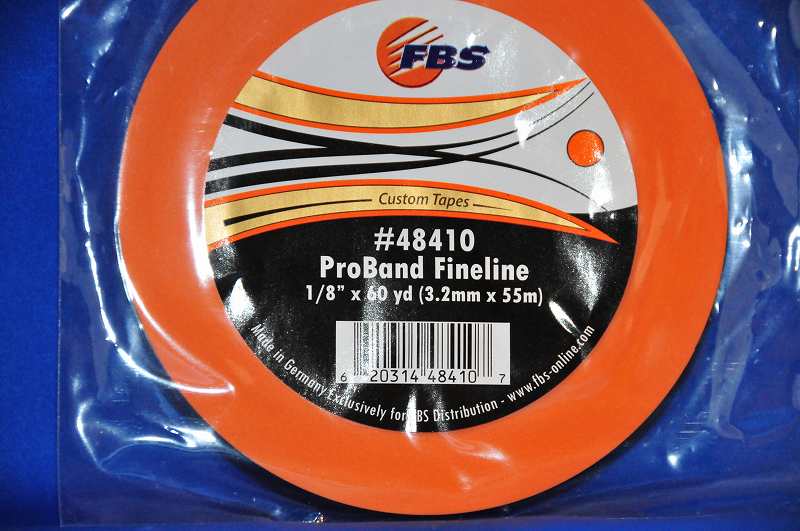 FBS
Custom Tapes
#48410
ProBand Fineline
1/8" x 60 yd (3.2mm x 55m)
6 20314 48410 7
Made in Germany Exclusively for FBS Distribution - www.fbs-online.com